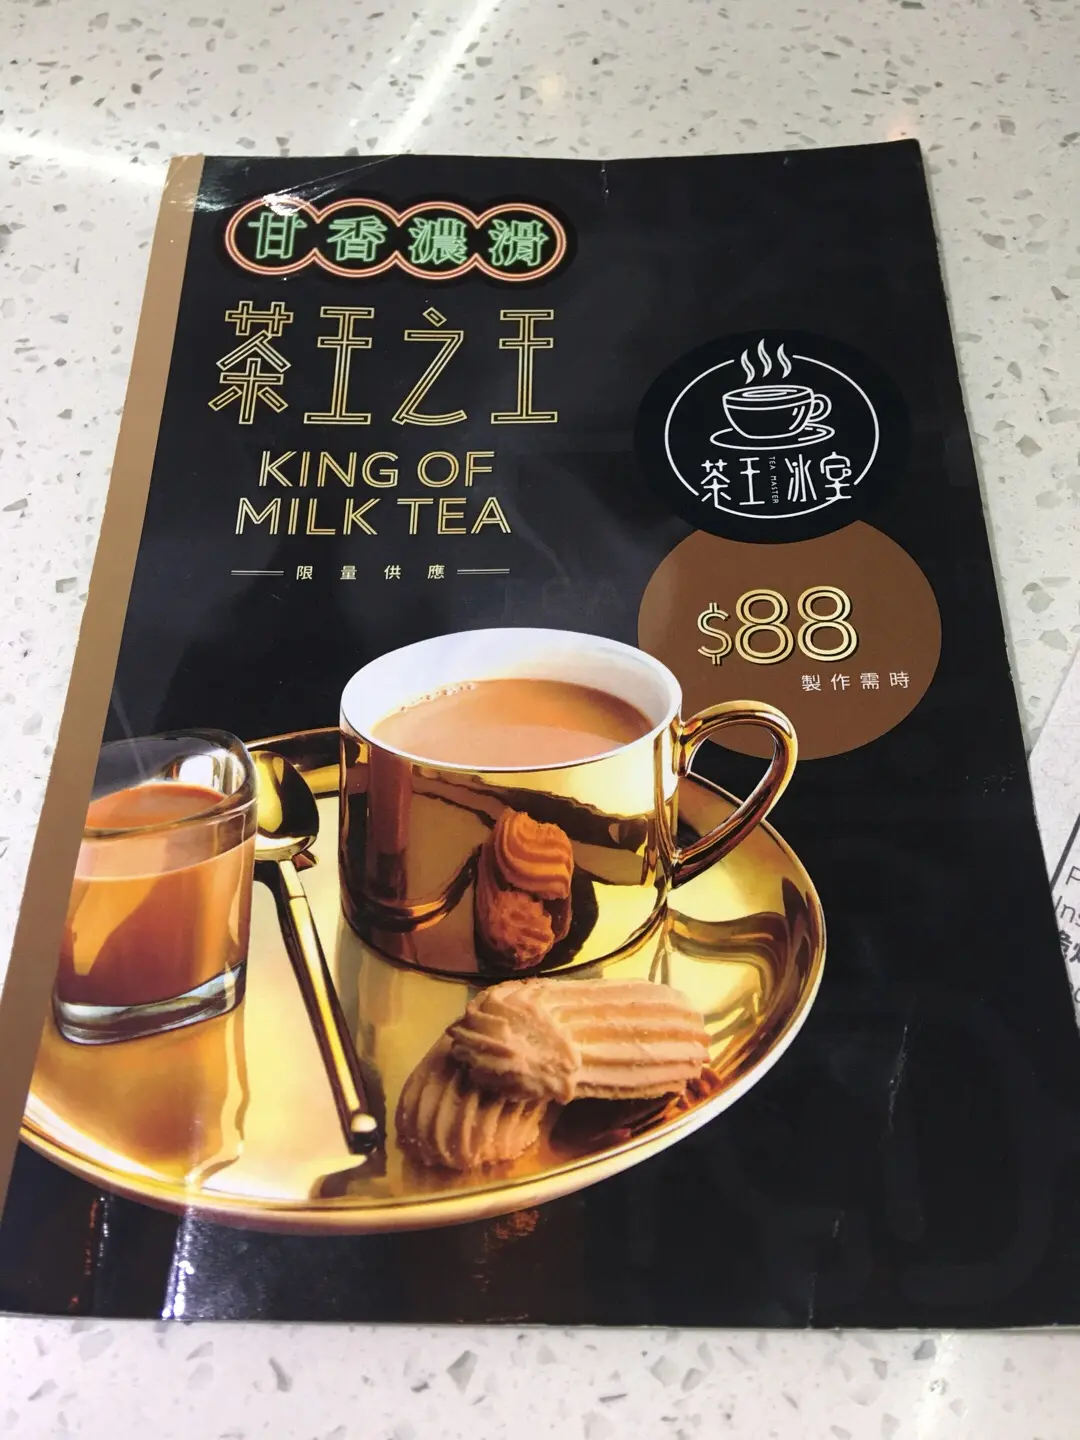 甘香濃滑
茶王之王
KING OF
MILK TEA
限量供應
茶王冰室
TEA MASTER
$88
製作需時